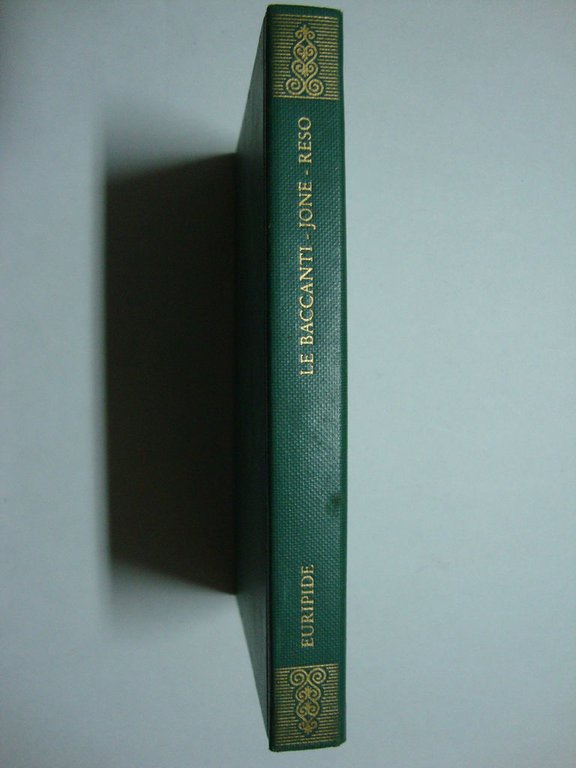 EURIPIDE
LE BACCANTI - JONE - RESO